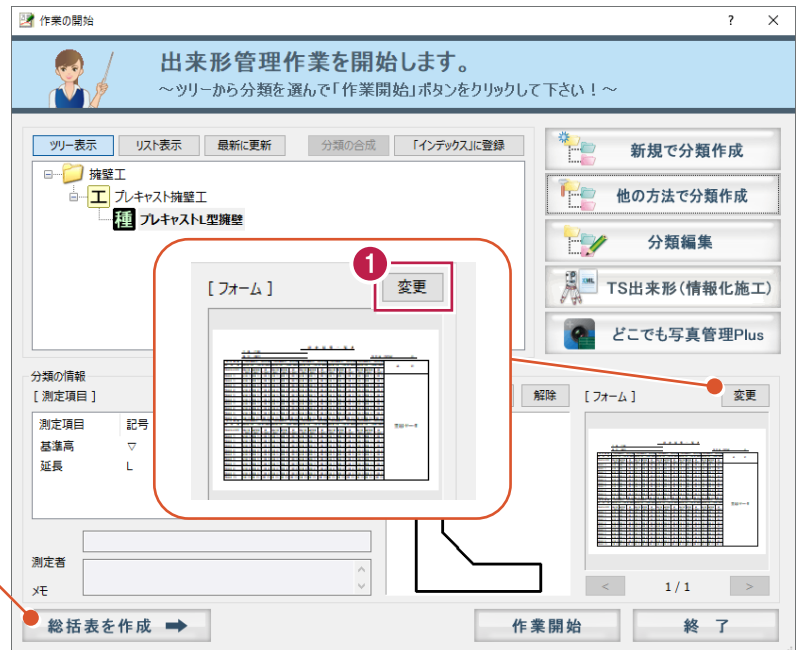 作業の開始
? ×
出来形管理作業を開始します。
～ツリーから分類を選んで「作業開始」ボタンをクリックして下さい！～
ツリー表示 リスト表示 最新に更新 分類の合成 「インデックス」に登録
擁壁工
工 プレキャスト擁壁工
種 プレキャストL型擁壁
新規で分類作成
他の方法で分類作成
分類編集
TS出来形(情報化施工)
どこでも写真管理Plus
1
[ フォーム ] 変更
分類の情報
[ 測定項目 ]
解除
[ フォーム ] 変更
測定項目 記号
基準高 ▽
延長 L
測定者
メモ
< 1 / 1 >
総括表を作成 ➡
作業開始
終 了